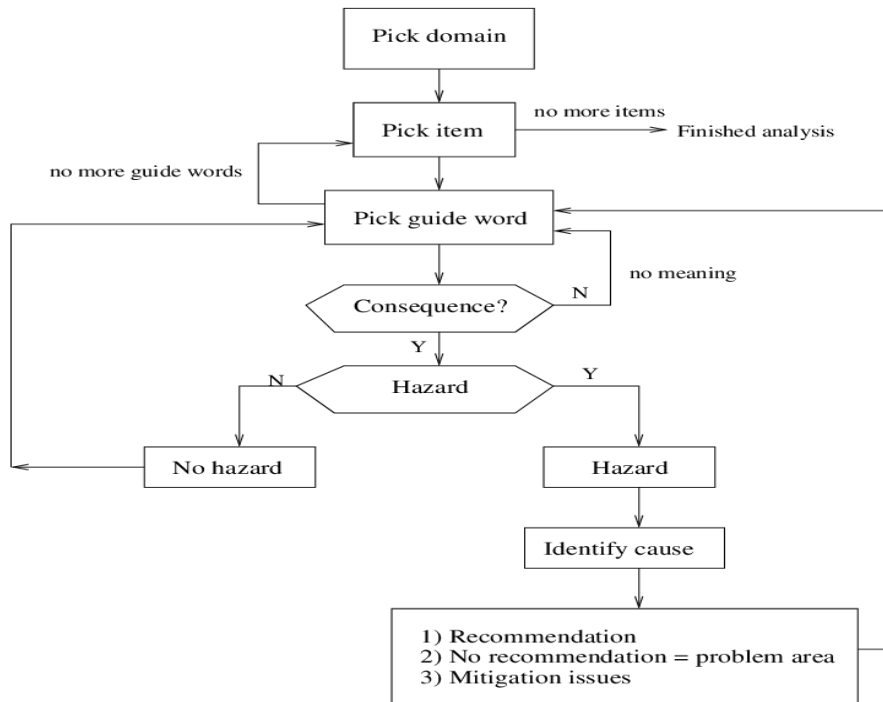 Pick domain
no more items
Pick item
Finished analysis
no more guide words
Pick guide word
no meaning
N
Consequence?
Y
N
Y
Hazard
No hazard
Hazard
Identify cause
1) Recommendation
2) No recommendation = problem area
3) Mitigation issues